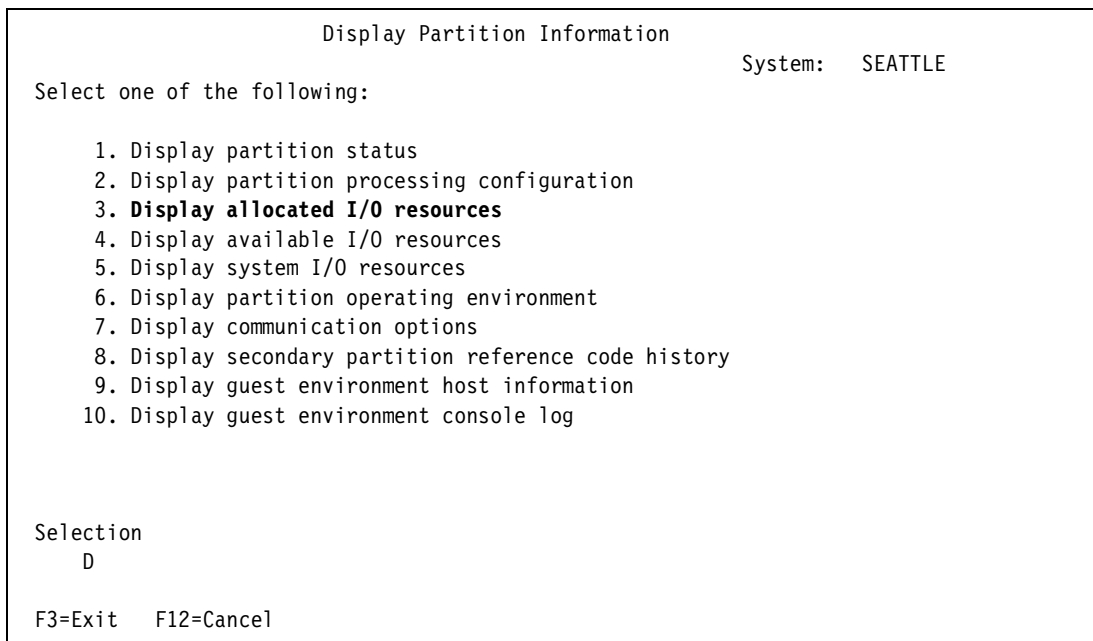 Display Partition Information
System: SEATTLE
Select one of the following:
1. Display partition status
2. Display partition processing configuration
3. Display allocated I/O resources
4. Display available I/O resources
5. Display system I/O resources
6. Display partition operating environment
7. Display communication options
8. Display secondary partition reference code history
9. Display guest environment host information
10. Display guest environment console log
Selection
D
F3=Exit F12=Cancel